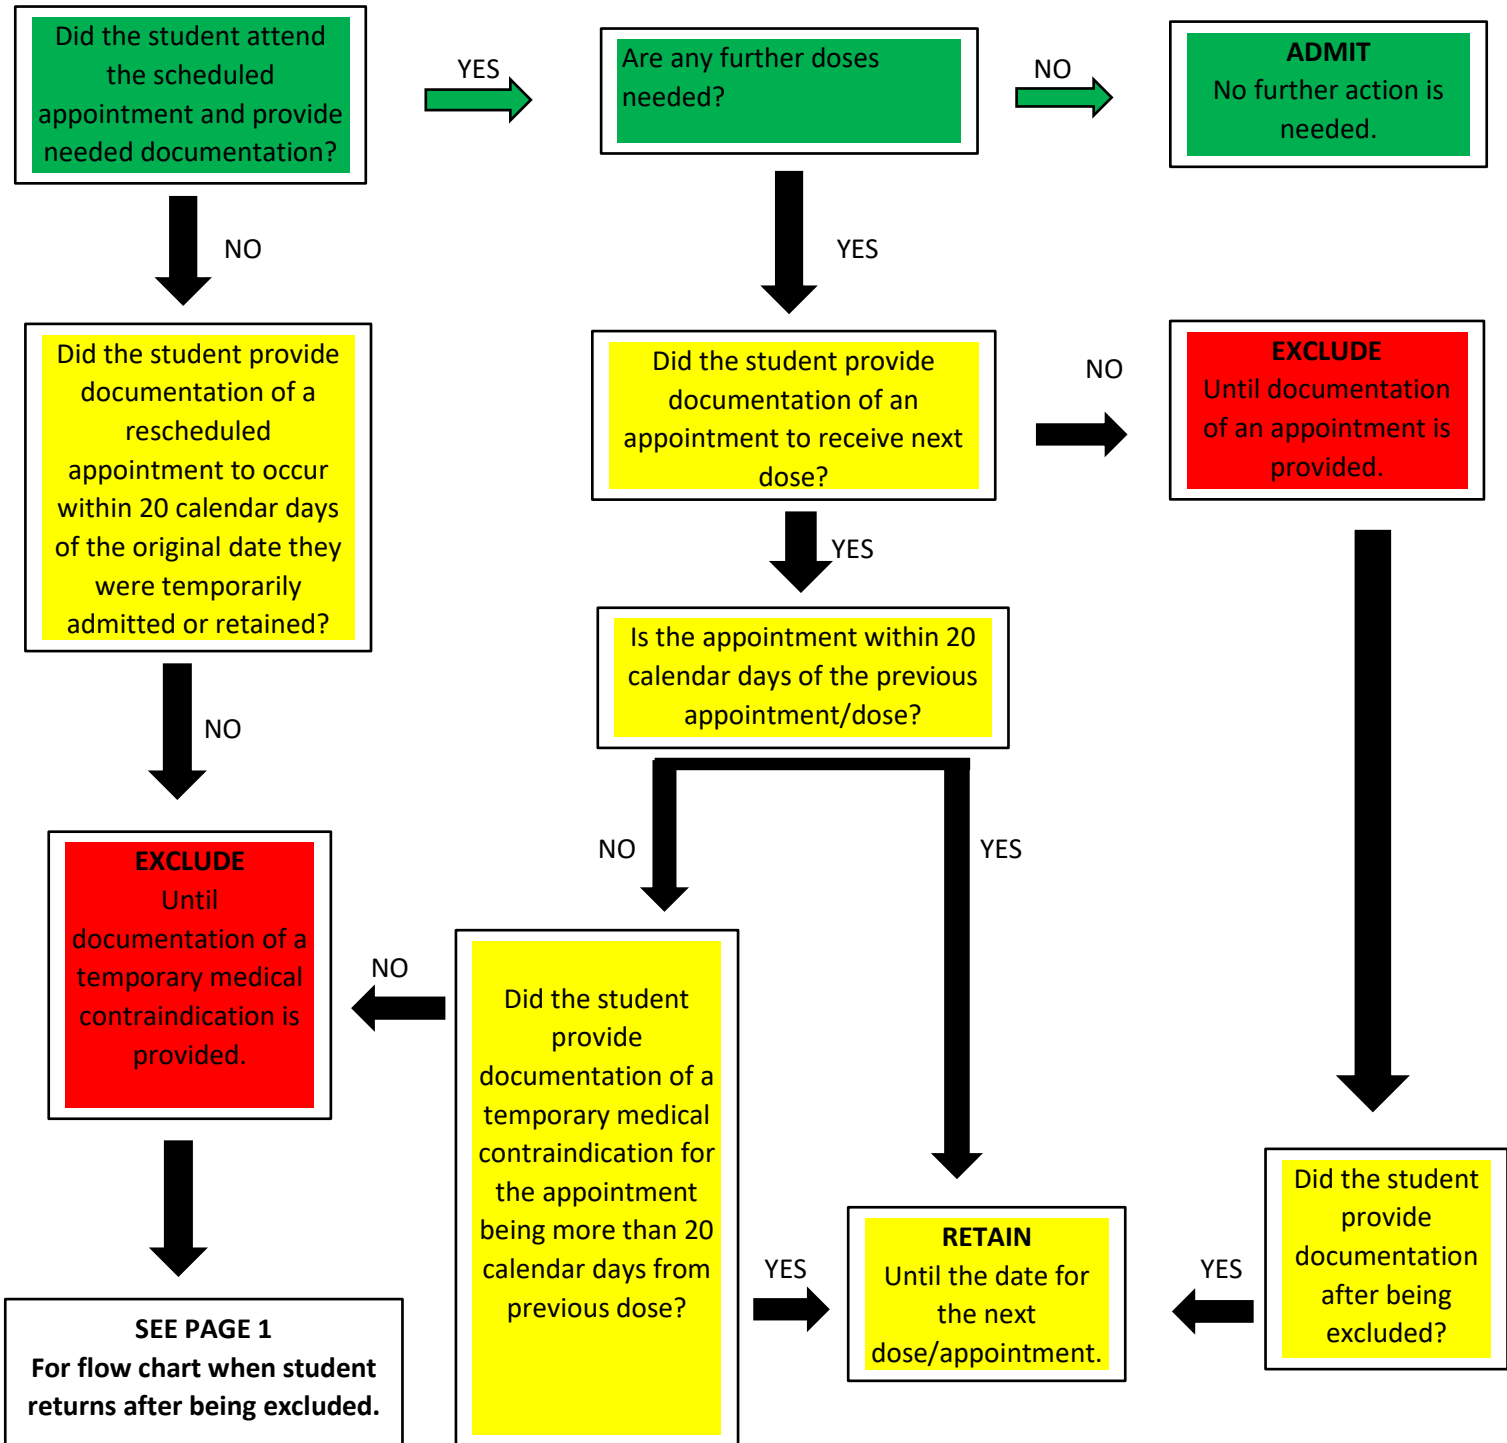 Did the student attend
the scheduled
appointment and provide
needed documentation?
YES
Are any further doses
needed?
NO
ADMIT
No further action is
needed.
NO
YES
Did the student provide
documentation of a
rescheduled
appointment to occur
within 20 calendar days
of the original date they
were temporarily
admitted or retained?
Did the student provide
documentation of an
appointment to receive next
dose?
NO
EXCLUDE
Until documentation
of an appointment is
provided.
YES
Is the appointment within 20
calendar days of the previous
appointment/dose?
NO
NO
YES
EXCLUDE
Until
documentation of a
temporary medical
contraindication is
provided.
NO
Did the student
provide
documentation of a
temporary medical
contraindication for
the appointment
being more than 20
calendar days from
previous dose?
YES
RETAIN
Until the date for
the next
dose/appointment.
YES
Did the student
provide
documentation
after being
excluded?
SEE PAGE 1
For flow chart when student
returns after being excluded.